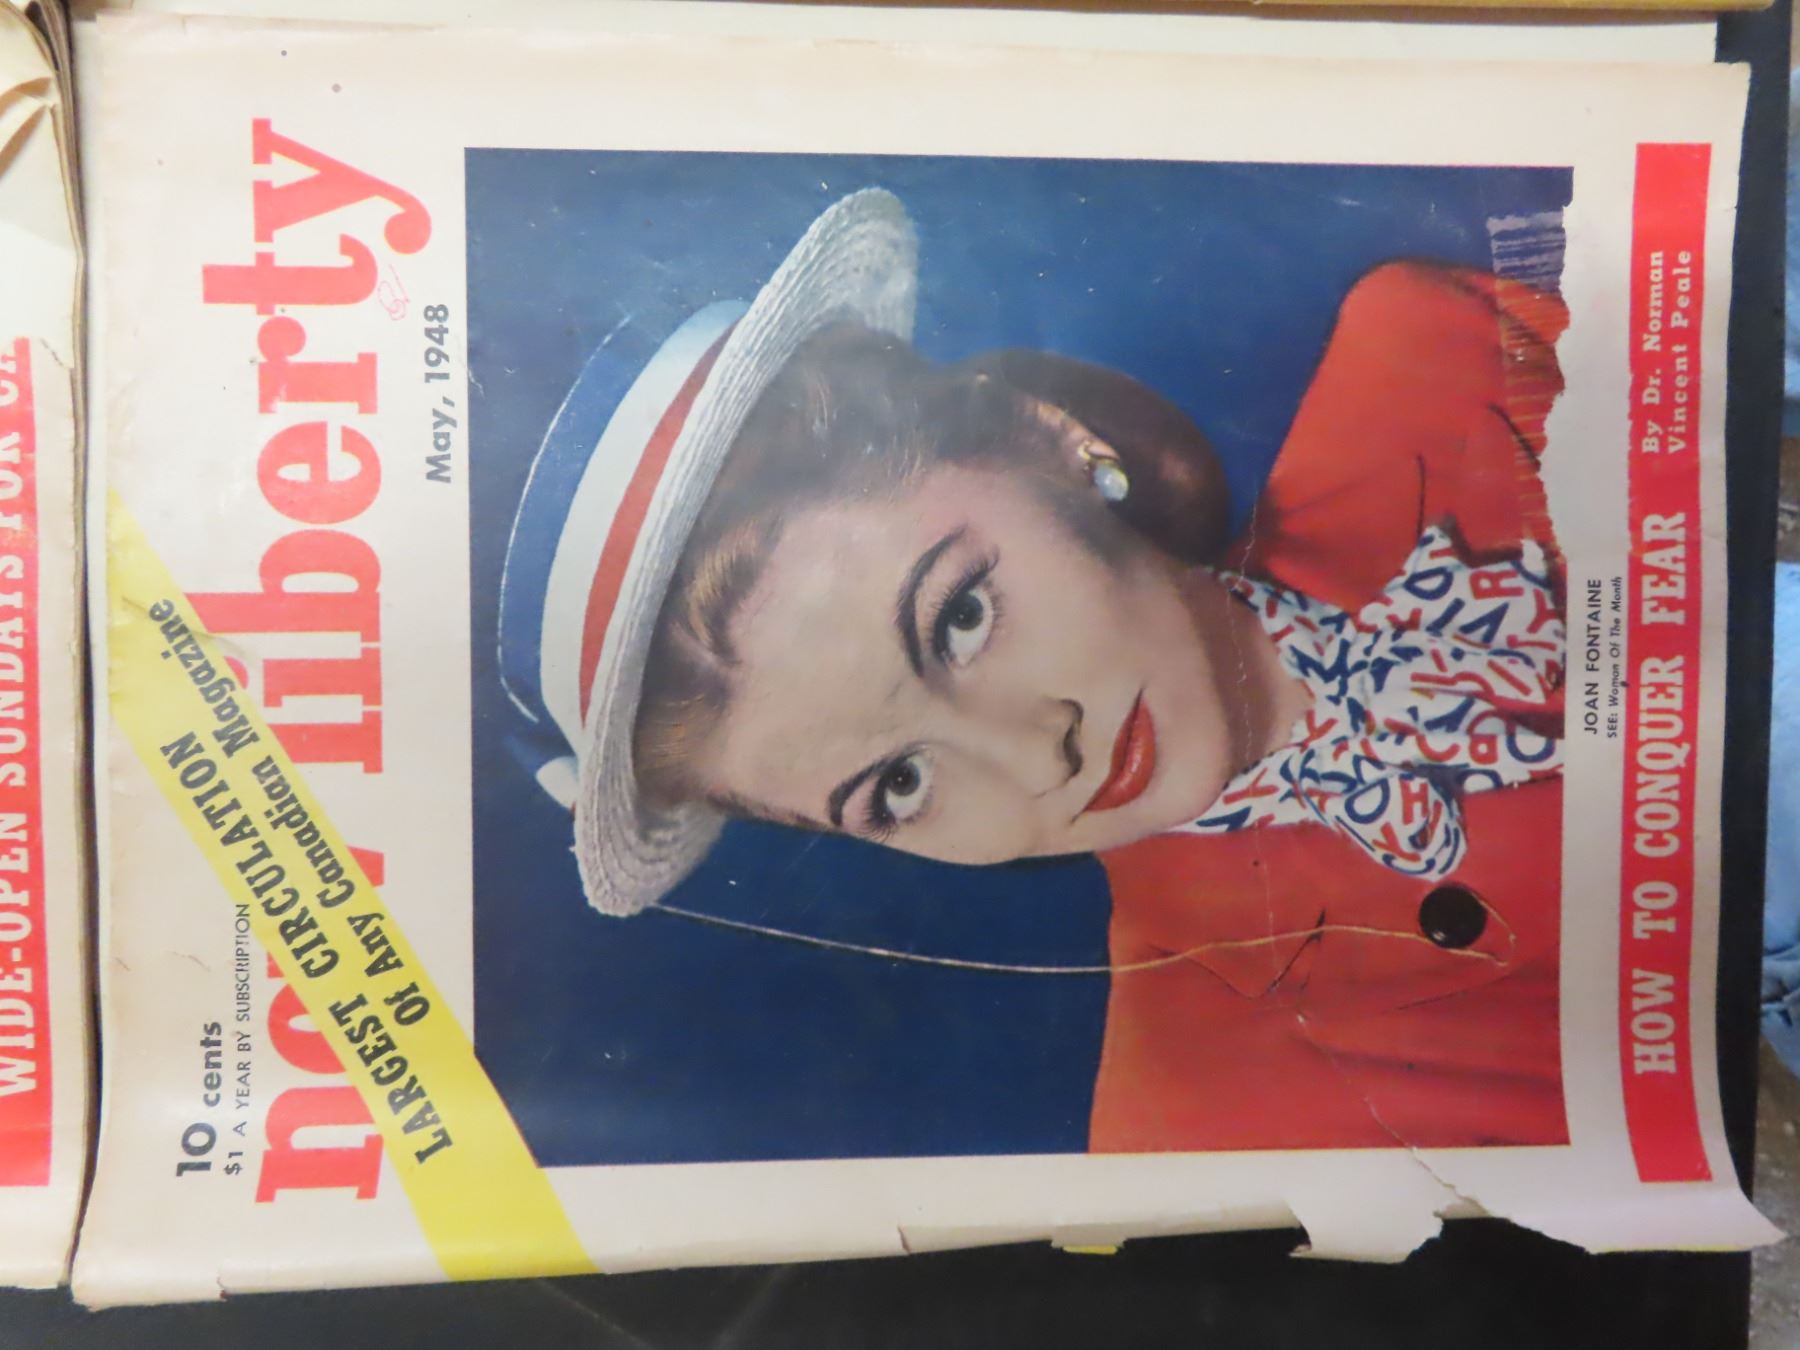 10 cents
$1 A YEAR BY SUBSCRIPTION
LARGEST CIRCULATION
Of Any Canadian Magazine
new liberty
May, 1948
JOAN FONTAINE
SEE: Woman Of The Month
HOW TO CONQUER FEAR
By Dr. Norman
Vincent Peale
WIDE-OPEN SUNDAYS FOR